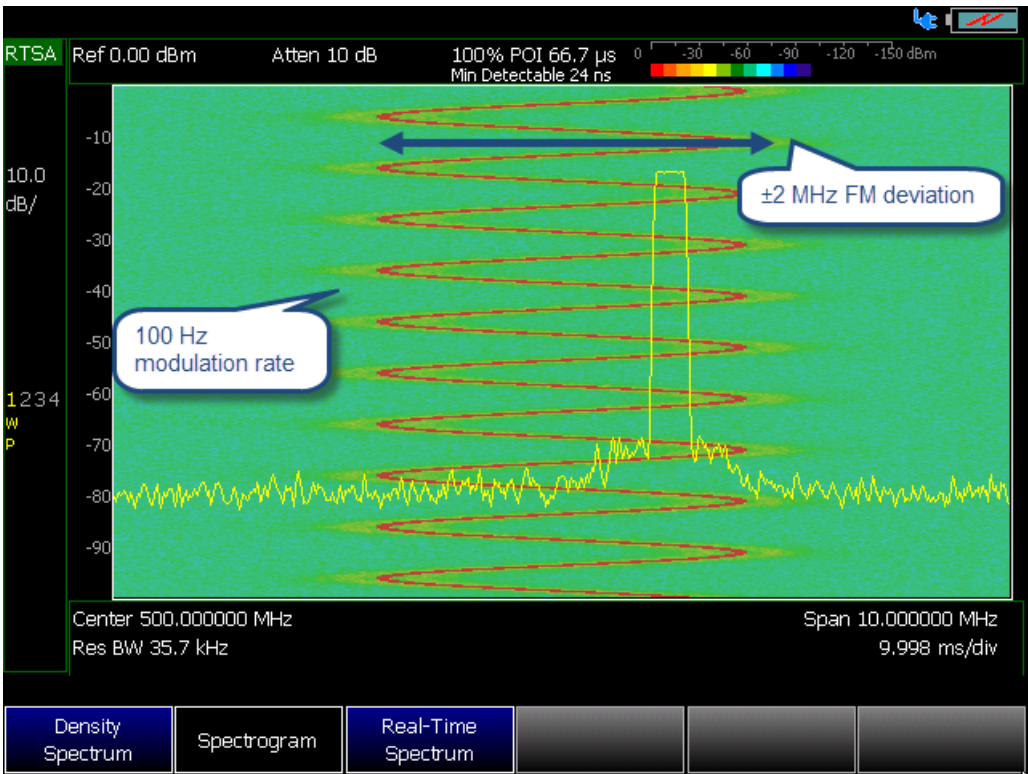 RTSA
Ref 0.00 dBm
Atten 10 dB
100% POI 66.7 µs
Min Detectable 24 ns
0 -30 -60 -90 -120 -150 dBm
10.0
dB/
-10
-20
-30
-40
-50
-60
-70
-80
-90
±2 MHz FM deviation
100 Hz
modulation rate
1234
W
P
Center 500.000000 MHz
Span 10.000000 MHz
Res BW 35.7 kHz
9.998 ms/div
Density
Spectrum
Spectrogram
Real-Time
Spectrum